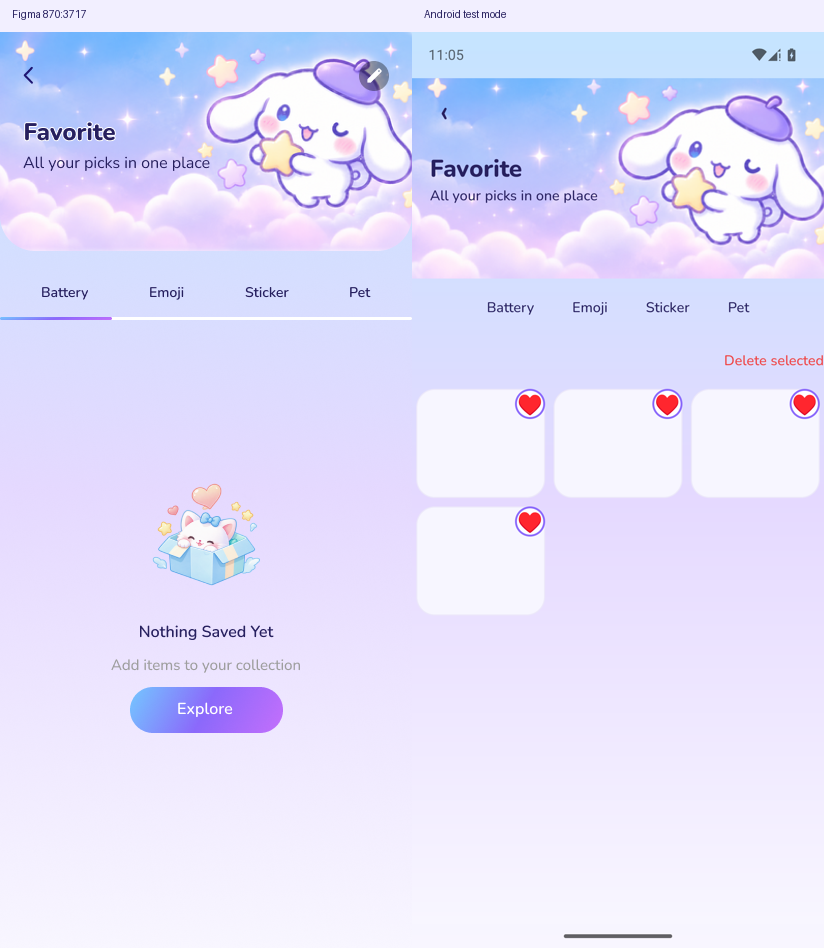 Figma 870:3717
Favorite
All your picks in one place
Battery Emoji Sticker Pet
Nothing Saved Yet
Add items to your collection
Explore
Android test mode
11:05
Favorite
All your picks in one place
Battery Emoji Sticker Pet
Delete selected